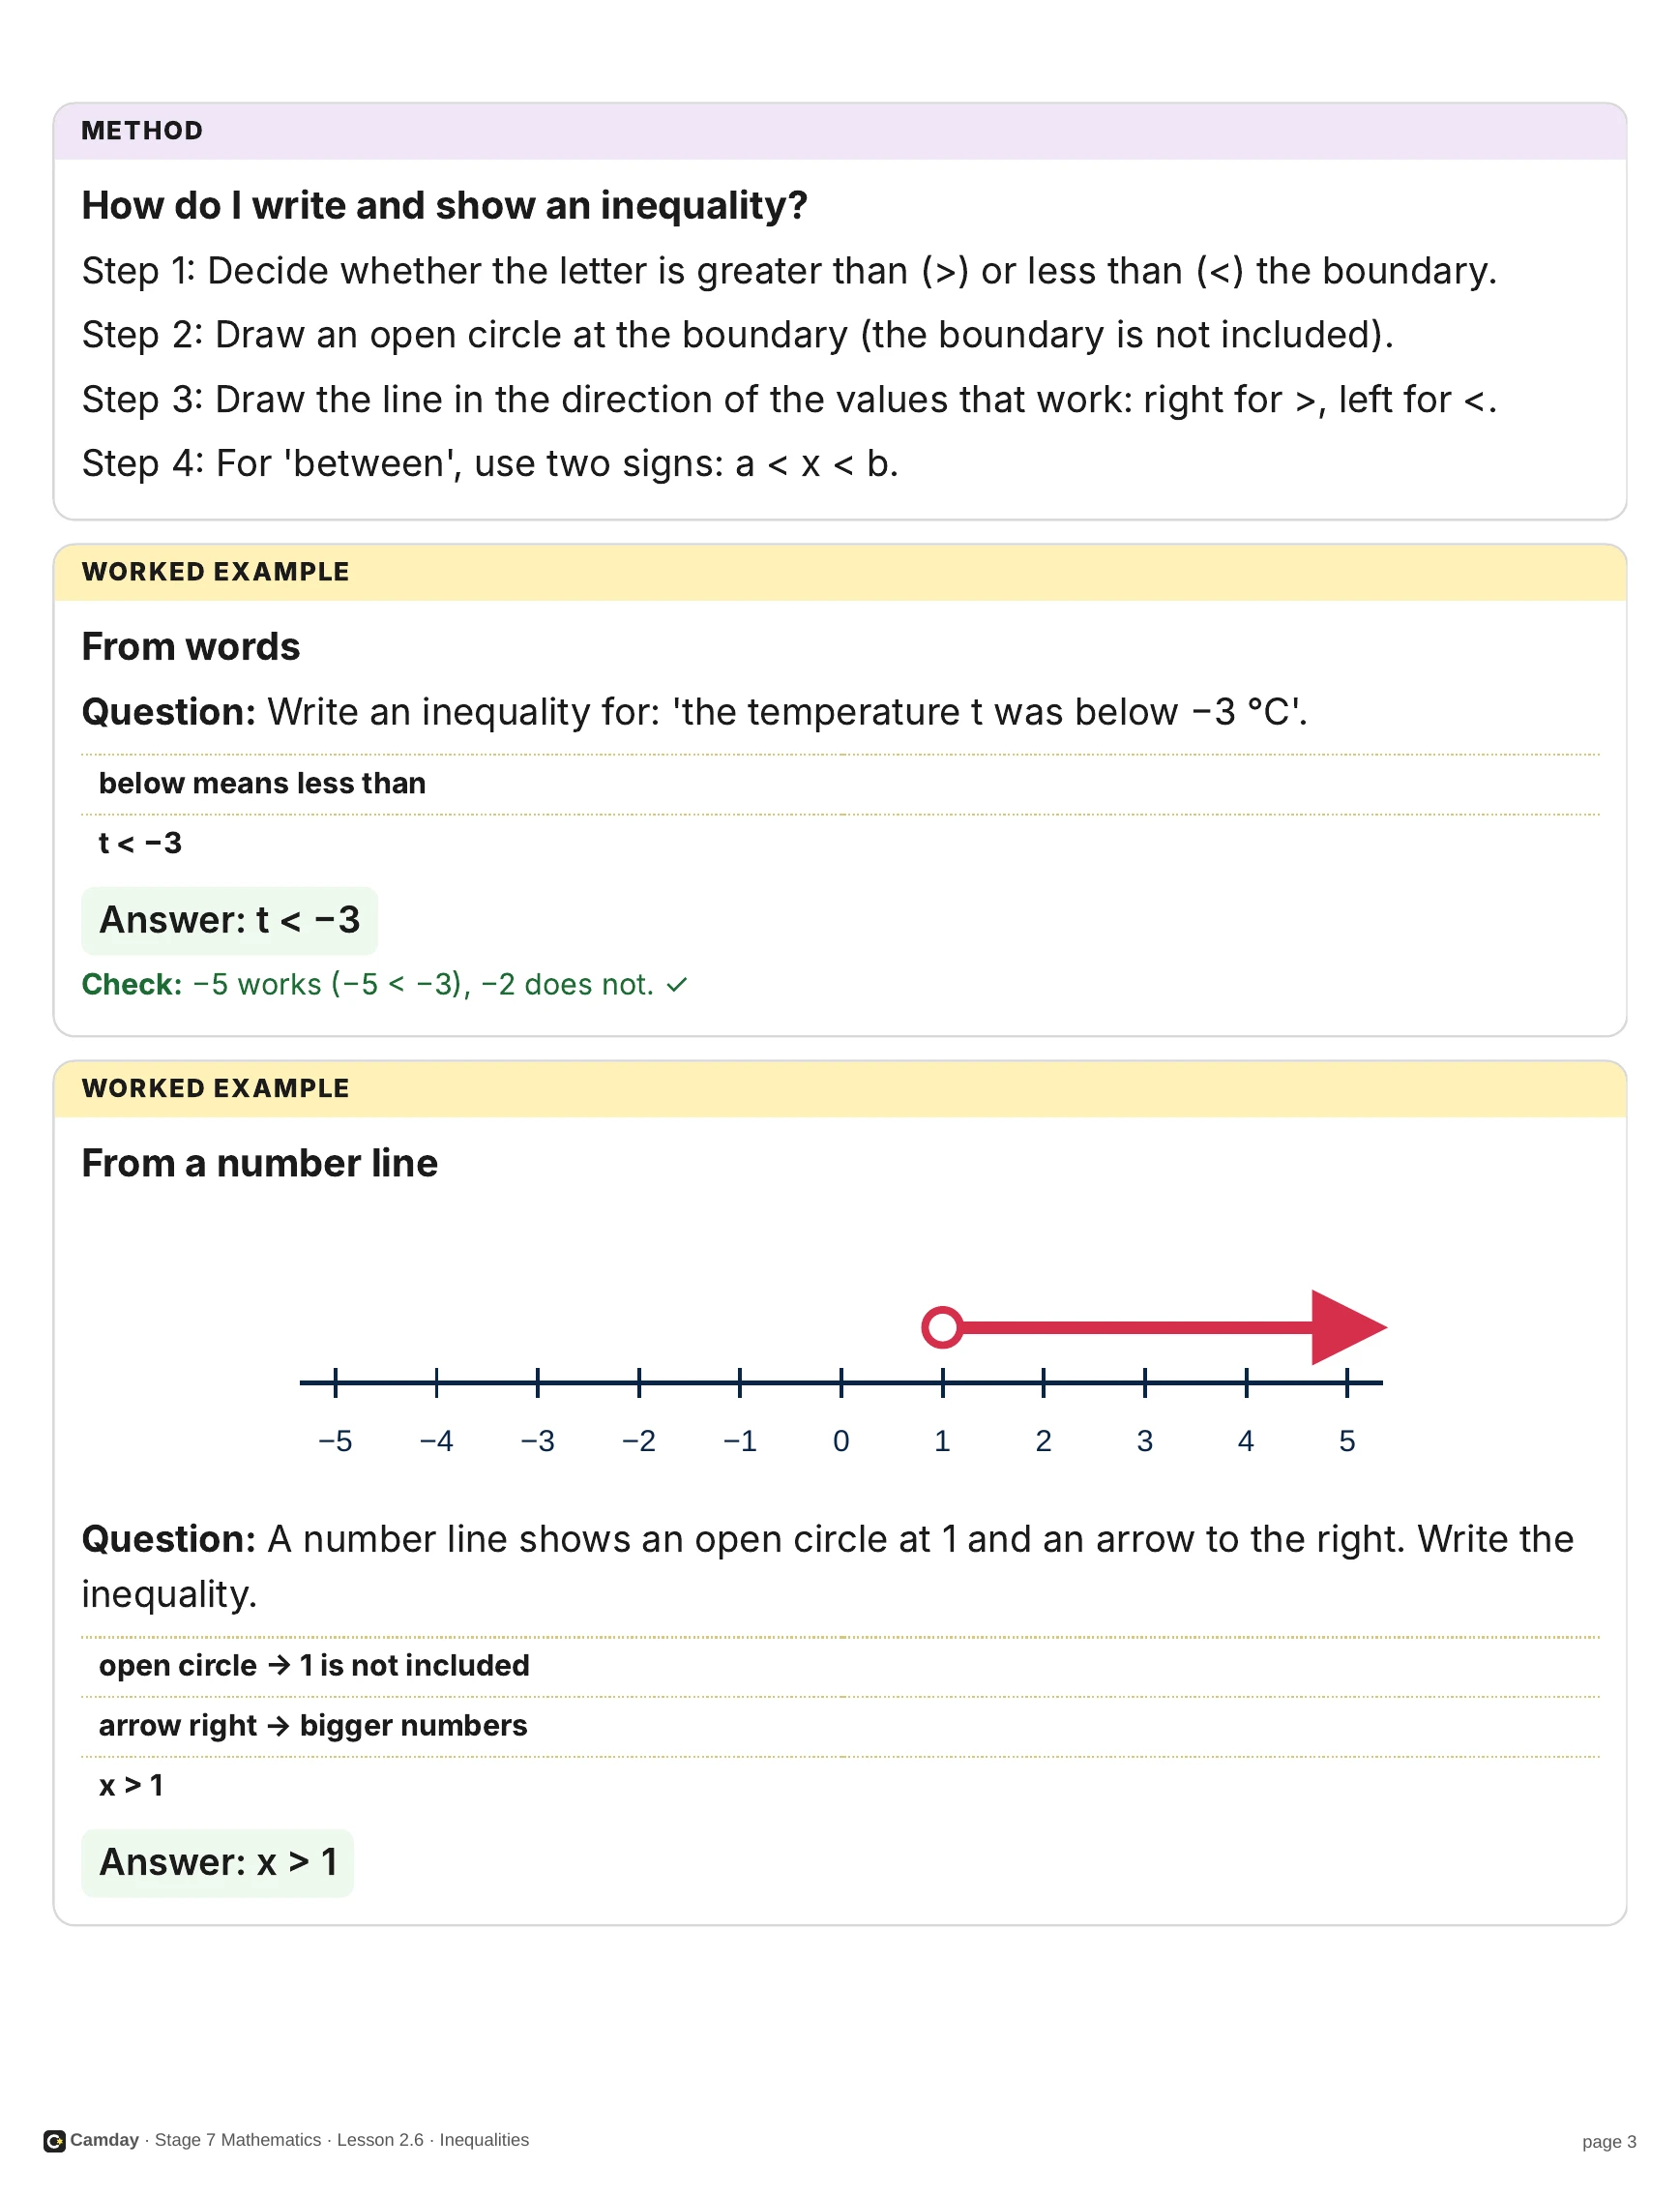 METHOD
How do I write and show an inequality?
Step 1: Decide whether the letter is greater than (>) or less than (<) the boundary.
Step 2: Draw an open circle at the boundary (the boundary is not included).
Step 3: Draw the line in the direction of the values that work: right for >, left for <.
Step 4: For 'between', use two signs: a < x < b.
WORKED EXAMPLE
From words
Question: Write an inequality for: 'the temperature t was below −3 °C'.
below means less than
t < −3
Answer: t < −3
Check: −5 works (−5 < −3), −2 does not. ✓
WORKED EXAMPLE
From a number line
−5 −4 −3 −2 −1 0 1 2 3 4 5
Question: A number line shows an open circle at 1 and an arrow to the right. Write the
inequality.
open circle → 1 is not included
arrow right → bigger numbers
x > 1
Answer: x > 1
Camday · Stage 7 Mathematics · Lesson 2.6 · Inequalities
page 3